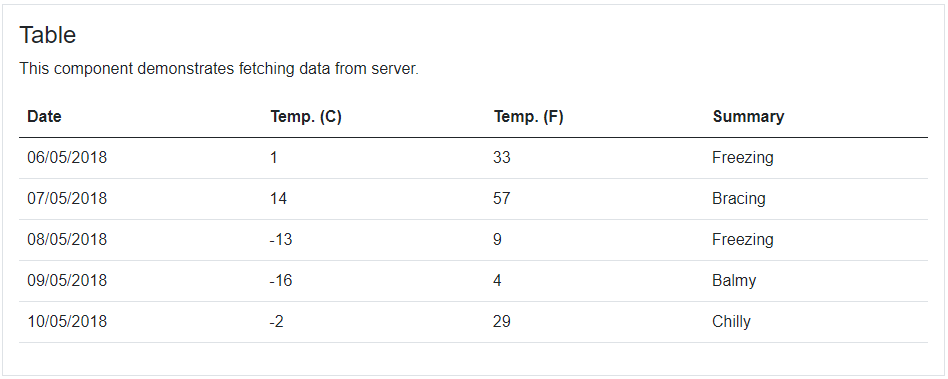 Table
This component demonstrates fetching data from server.
Date Temp. (C) Temp. (F) Summary
06/05/2018 1 33 Freezing
07/05/2018 14 57 Bracing
08/05/2018 -13 9 Freezing
09/05/2018 -16 4 Balmy
10/05/2018 -2 29 Chilly